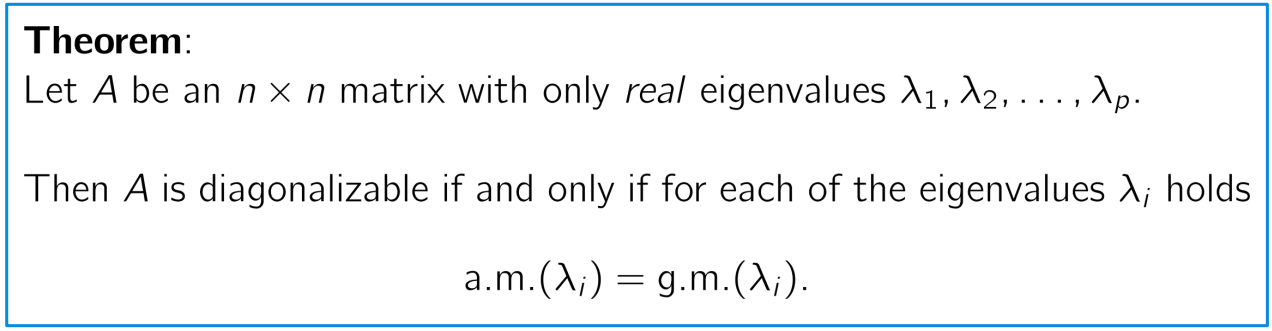 Theorem:
Let A be an n × n matrix with only real eigenvalues λ₁, λ₂, . . . , λₚ.
Then A is diagonalizable if and only if for each of the eigenvalues λᵢ holds
a.m.(λᵢ) = g.m.(λᵢ).